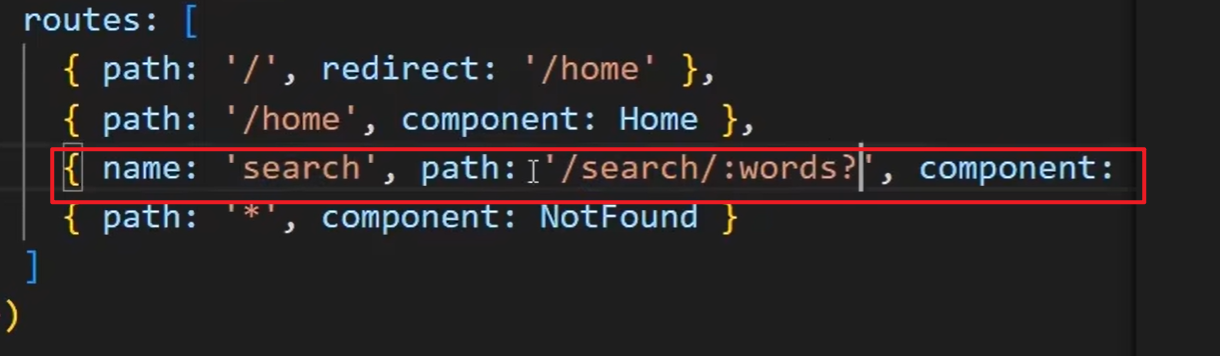 routes: [
{ path: '/', redirect: '/home' },
{ path: '/home', component: Home },
{ name: 'search', path: '/search/:words?', component:
{ path: '*', component: NotFound }
]
)